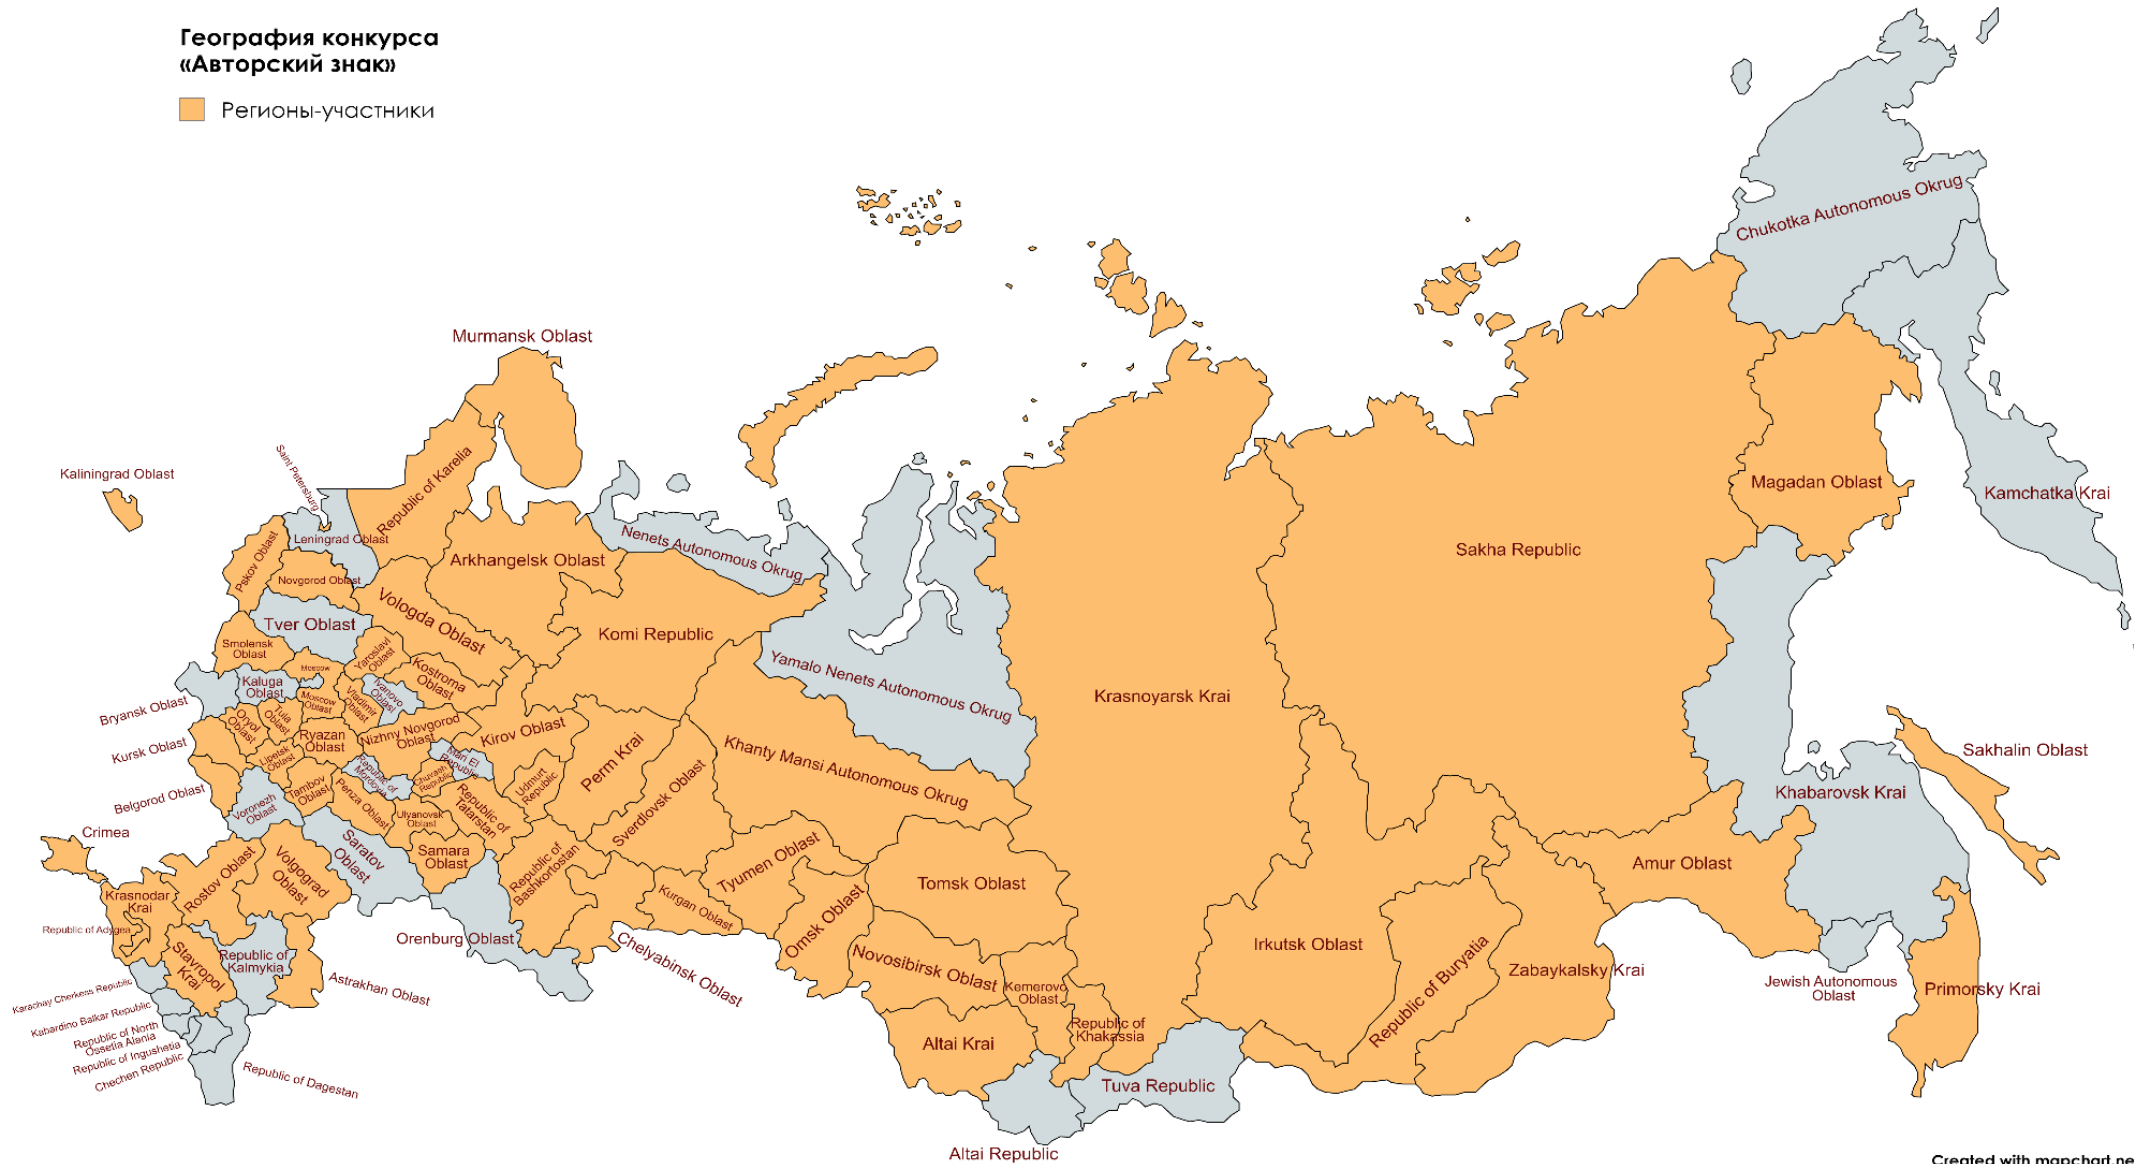 География конкурса
«Авторский знак»
Регионы-участники
Chukotka Autonomous Okrug
Murmansk Oblast
Kaliningrad Oblast
Saint Petersburg
Republic of Karelia
Magadan Oblast
Kamchatka Krai
Leningrad Oblast
Nenets Autonomous Okrug
Arkhangelsk Oblast
Sakha Republic
Pskov Oblast
Novgorod Oblast
Tver Oblast
Vologda Oblast
Komi Republic
Smolensk
Oblast
Moscow
Yaroslavl
Oblast
Kostroma
Oblast
Yamalo Nenets Autonomous Okrug
Krasnoyarsk Krai
Kaluga
Oblast
Moscow
Oblast
Vladimir
Oblast
Ivanovo
Oblast
Bryansk Oblast
Oryol
Oblast
Tula
Oblast
Ryazan
Oblast
Nizhny Novgorod
Oblast
Kirov Oblast
Perm Krai
Khanty Mansi Autonomous Okrug
Sakhalin Oblast
Kursk Oblast
Lipetsk
Oblast
Republic of
Mordovia
Mari El
Republic
Chuvash
Republic
Udmurt
Republic
Sverdlovsk Oblast
Belgorod Oblast
Voronezh
Oblast
Tambov
Oblast
Penza Oblast
Ulyanovsk
Oblast
Republic of
Tatarstan
Khabarovsk Krai
Crimea
Saratov
Oblast
Samara
Oblast
Republic of
Bashkortostan
Tyumen Oblast
Tomsk Oblast
Amur Oblast
Krasnodar
Krai
Rostov Oblast
Volgograd
Oblast
Kurgan Oblast
Omsk Oblast
Republic of Adygea
Orenburg Oblast
Chelyabinsk Oblast
Novosibirsk Oblast
Irkutsk Oblast
Republic of Buryatia
Zabaykalsky Krai
Stavropol
Krai
Republic of
Kalmykia
Astrakhan Oblast
Kemerovo
Oblast
Jewish Autonomous
Oblast
Primorsky Krai
Karachay Cherkess Republic
Kabardino Balkar Republic
Republic of North
Ossetia Alania
Republic of Ingushetia
Chechen Republic
Republic of Dagestan
Altai Krai
Republic of
Khakassia
Tuva Republic
Altai Republic
Created with mapchart.ne